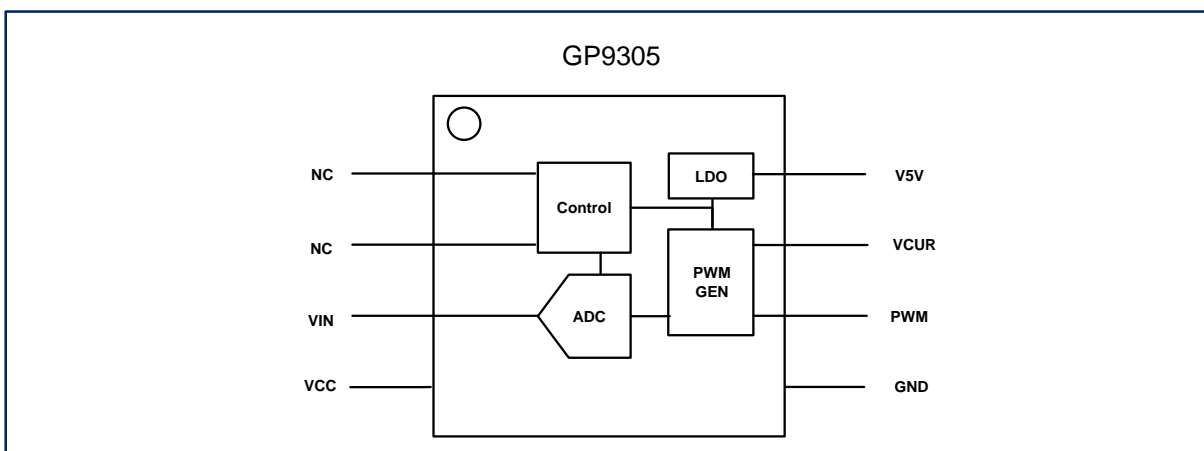 GP9305
NC
LDO
V5V
Control
NC
VCUR
PWM
GEN
VIN
ADC
PWM
VCC
GND